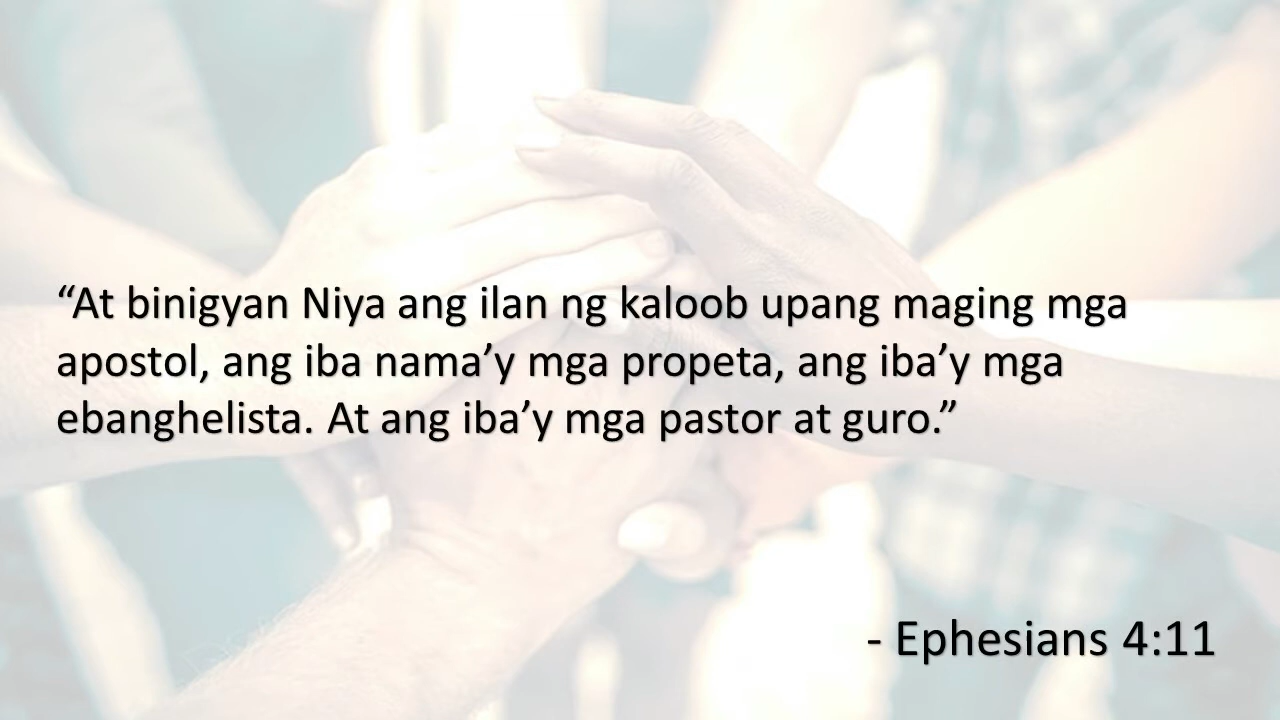 “At binigyan Niya ang ilan ng kaloob upang maging mga
apostol, ang iba nama’y mga propeta, ang iba’y mga
ebanghelista. At ang iba’y mga pastor at guro.”
- Ephesians 4:11